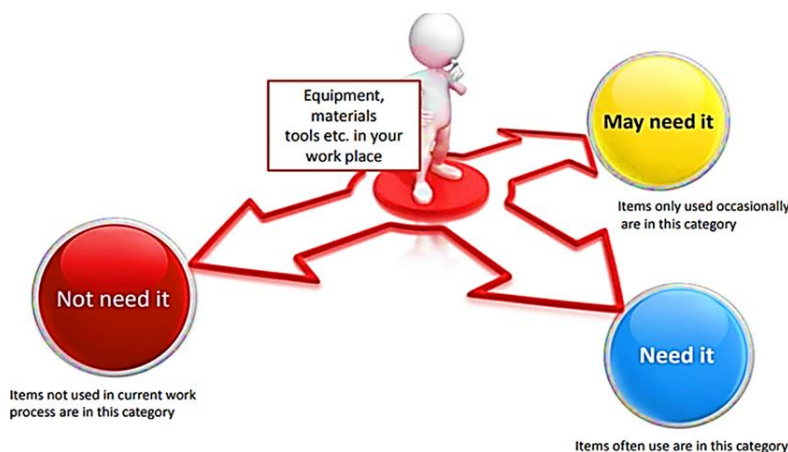 Equipment,
materials
tools etc. in your
work place
May need it
Items only used occasionally
are in this category
Not need it
Items not used in current work
process are in this category
Need it
Items often use are in this category